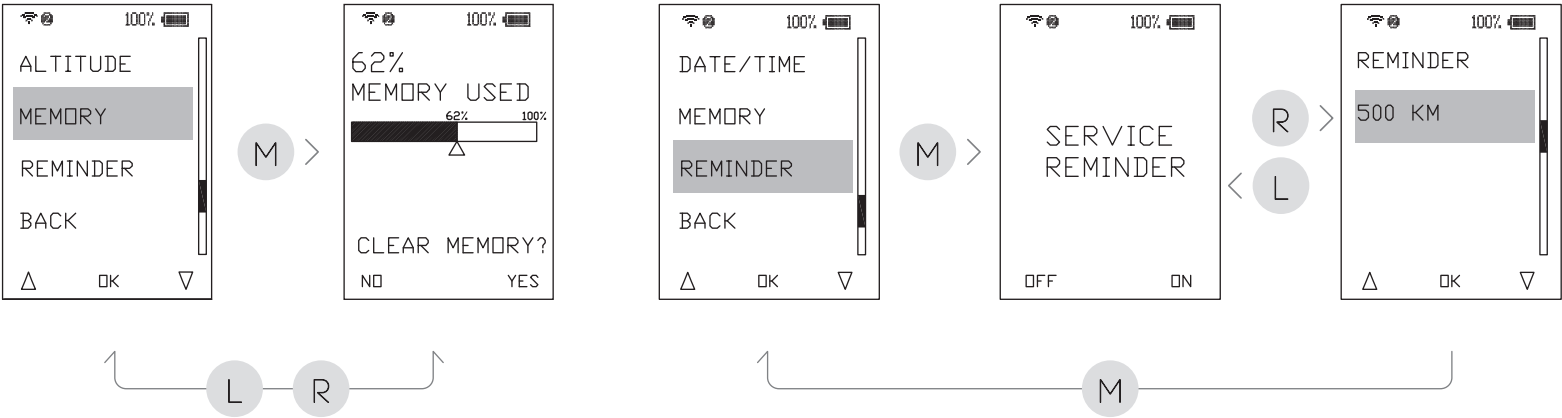 100%
ALTITUDE
MEMORY
REMINDER
BACK
OK
M
100%
62%
MEMORY USED
62% 100%
CLEAR MEMORY?
NO YES
L R
100%
DATE/TIME
MEMORY
REMINDER
BACK
OK
M
100%
SERVICE
REMINDER
OFF ON
R
L
100%
REMINDER
500 KM
OK
M